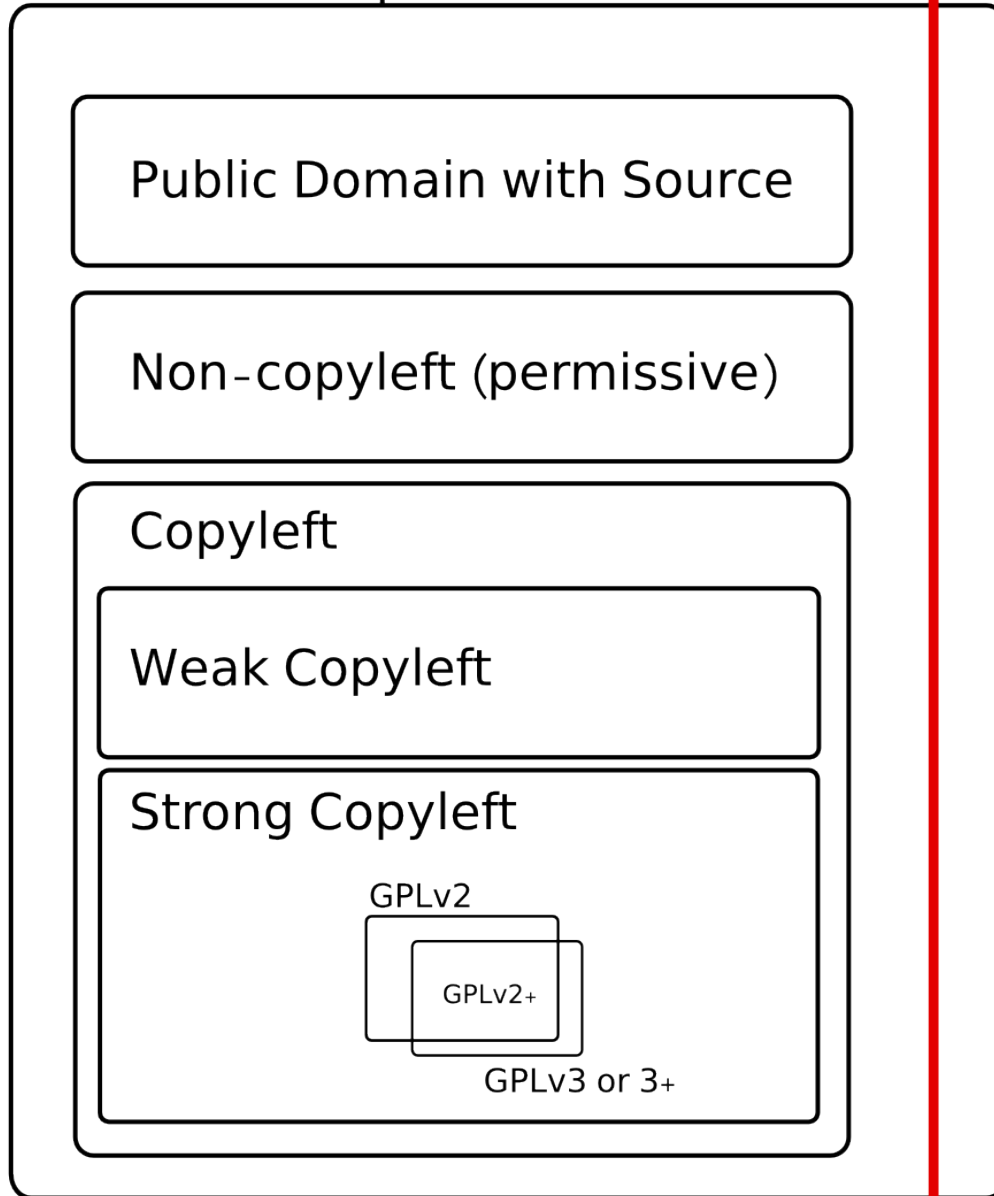 Public Domain with Source
Non-copyleft (permissive)
Copyleft
Weak Copyleft
Strong Copyleft
GPLv2
GPLv2+
GPLv3 or 3+